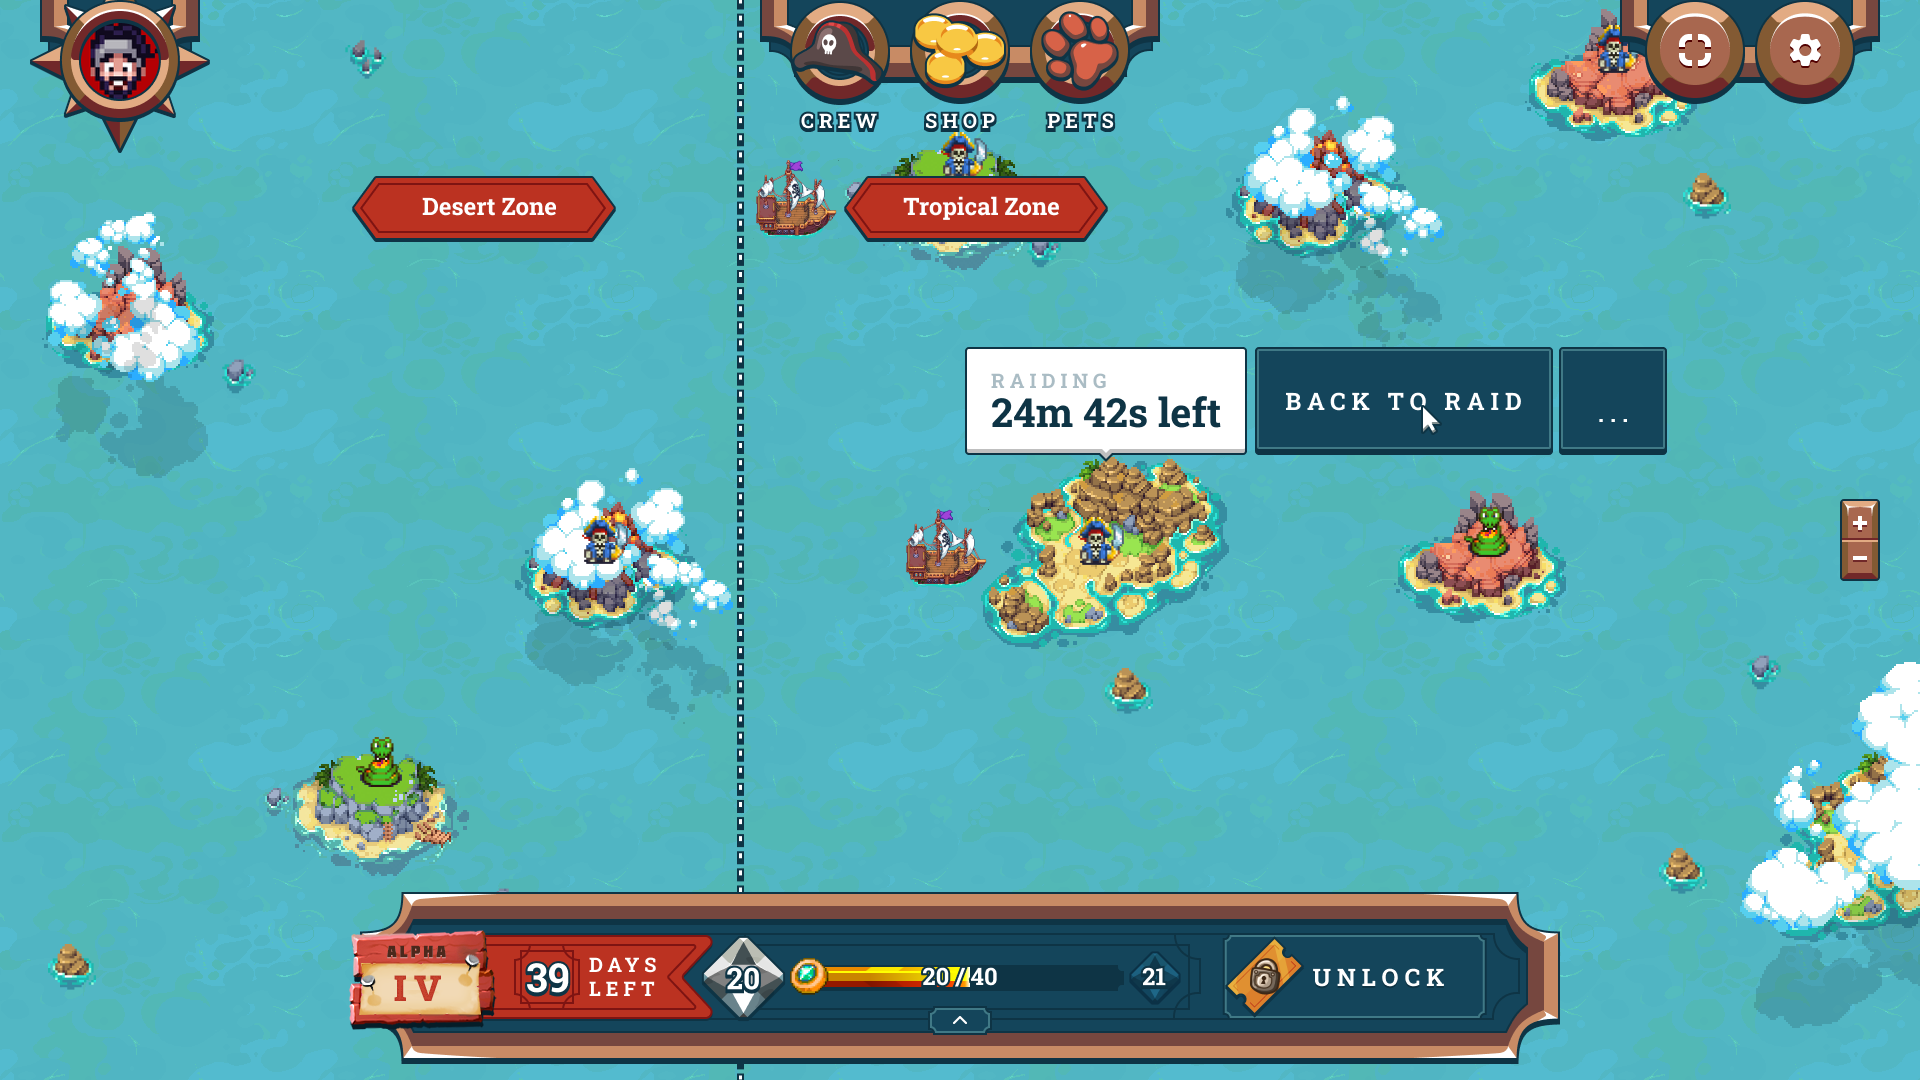 CREW
SHOP
PETS
Desert Zone
Tropical Zone
RAIDING
24m 42s left
BACK TO RAID
...
+
−
ALPHA
IV
39
DAYS
LEFT
20
20/40
21
UNLOCK